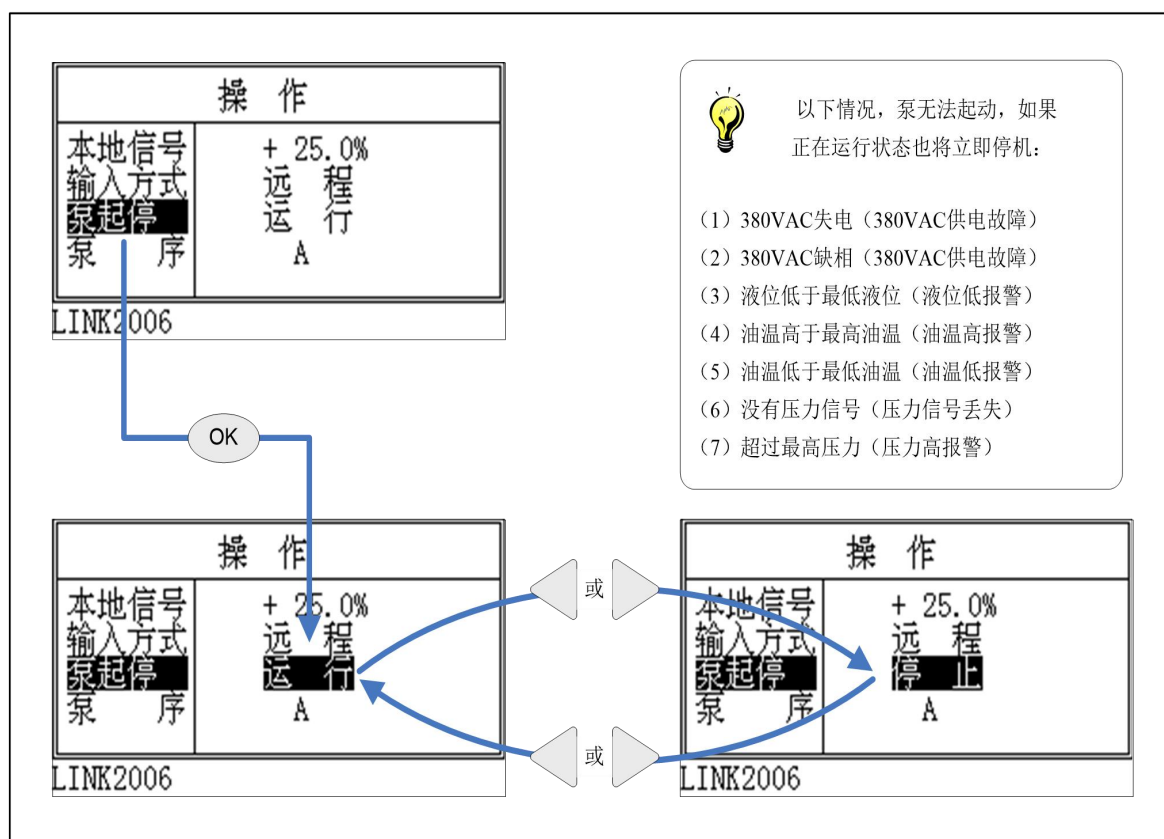 操 作
本地信号 + 25.0%
输入方式 远 程
泵起停 运 行
泵 序 A
LINK2006
以下情况，泵无法起动，如果
正在运行状态也将立即停机：
（1）380VAC失电（380VAC供电故障）
（2）380VAC缺相（380VAC供电故障）
（3）液位低于最低液位（液位低报警）
（4）油温高于最高油温（油温高报警）
（5）油温低于最低油温（油温低报警）
（6）没有压力信号（压力信号丢失）
（7）超过最高压力（压力高报警）
OK
操 作
本地信号 + 25.0%
输入方式 远 程
泵起停 运 行
泵 序 A
LINK2006
或
或
操 作
本地信号 + 25.0%
输入方式 远 程
泵起停 停 止
泵 序 A
LINK2006